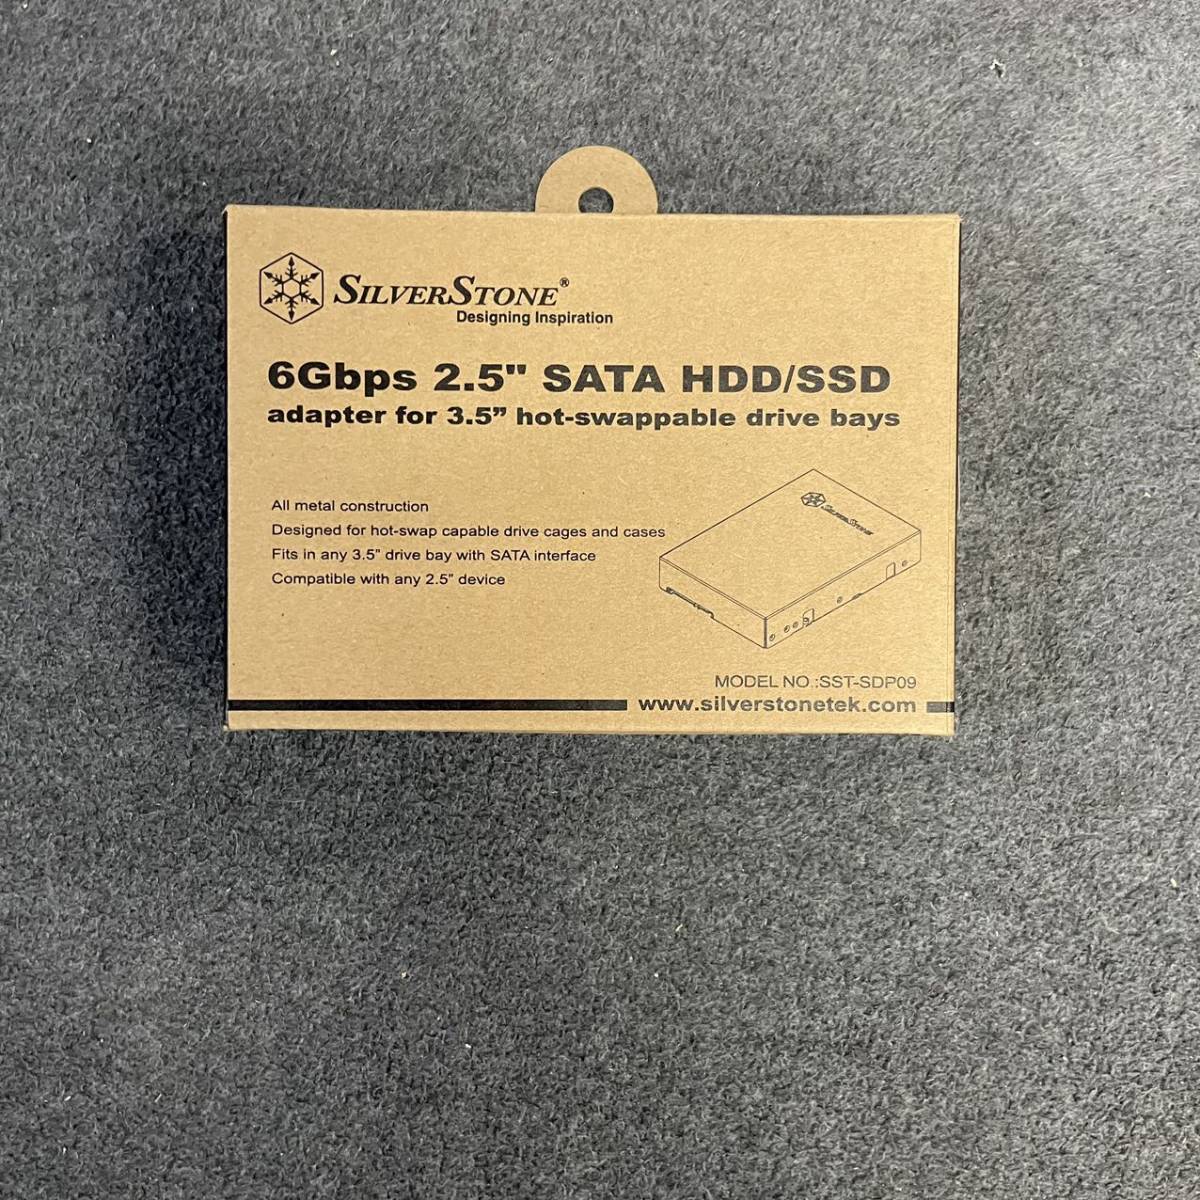 SILVERSTONE®
Designing Inspiration
6Gbps 2.5" SATA HDD/SSD
adapter for 3.5” hot-swappable drive bays
All metal construction
Designed for hot-swap capable drive cages and cases
Fits in any 3.5” drive bay with SATA interface
Compatible with any 2.5” device
SILVERSTONE
MODEL NO.:SST-SDP09
www.silverstonetek.com